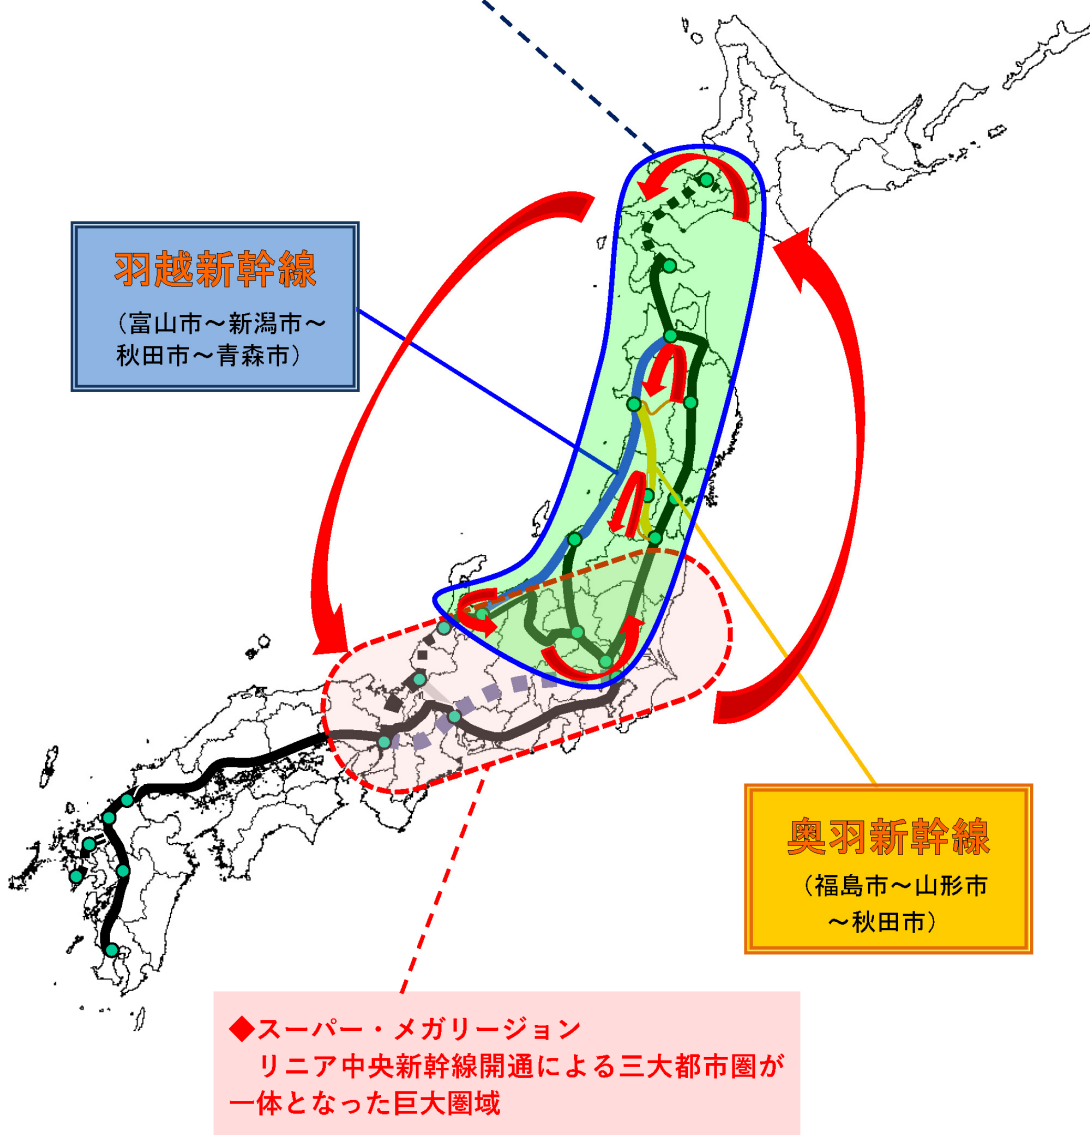 羽越新幹線
（富山市～新潟市～
秋田市～青森市）
奥羽新幹線
（福島市～山形市
～秋田市）
◆スーパー・メガリージョン
リニア中央新幹線開通による三大都市圏が
一体となった巨大圏域